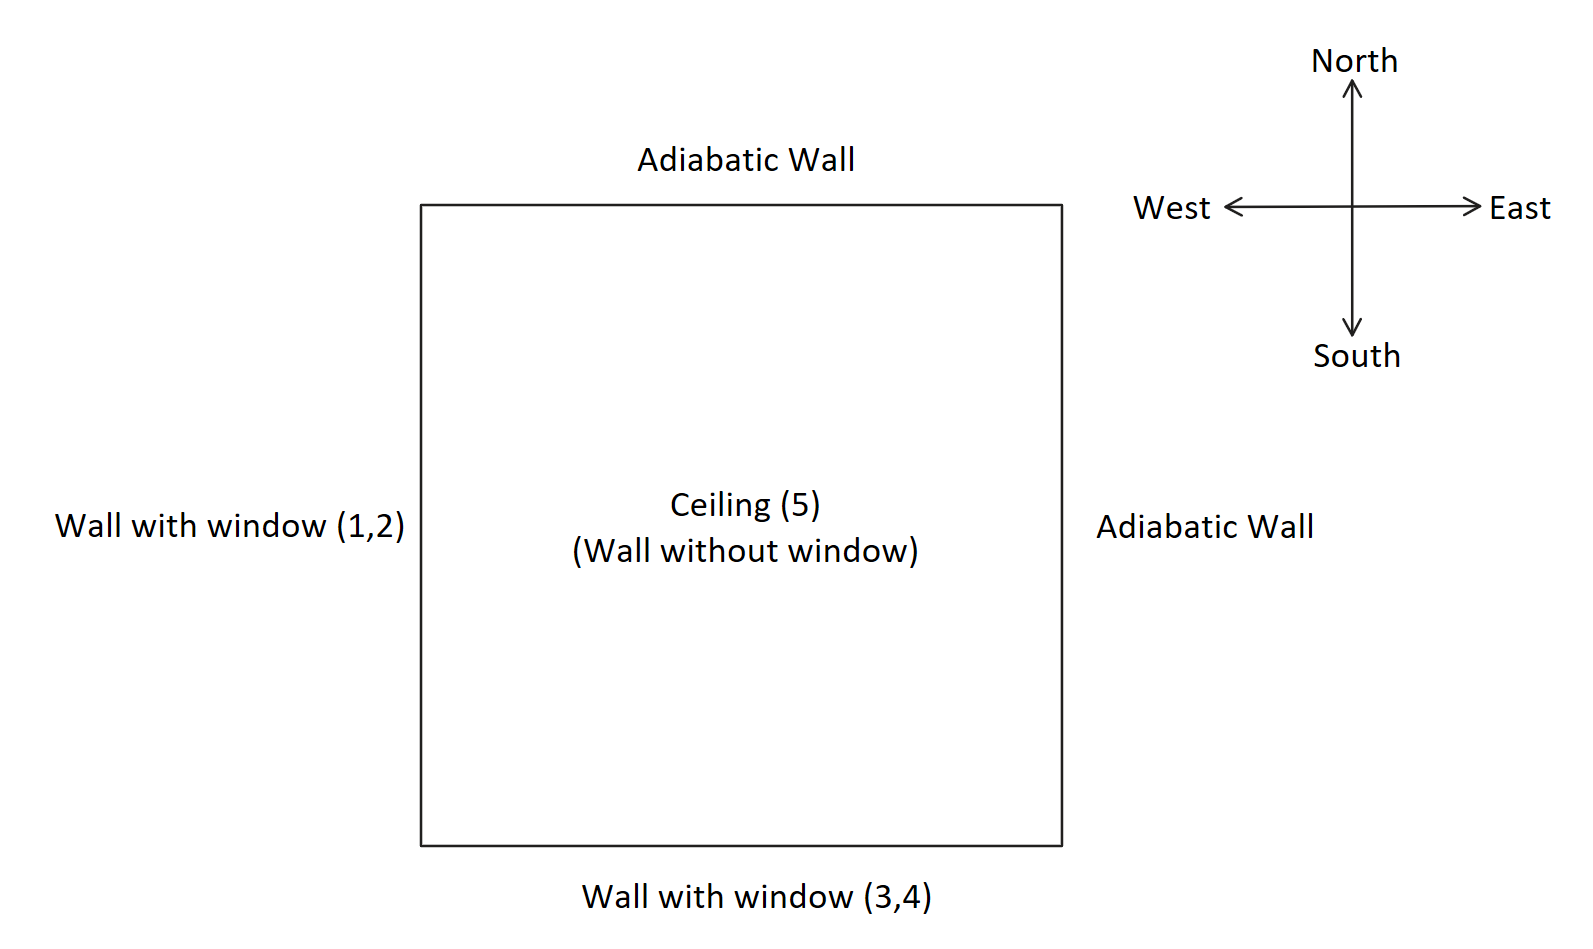 North
Adiabatic Wall
West
East
South
Ceiling (5)
(Wall without window)
Wall with window (1,2)
Adiabatic Wall
Wall with window (3,4)